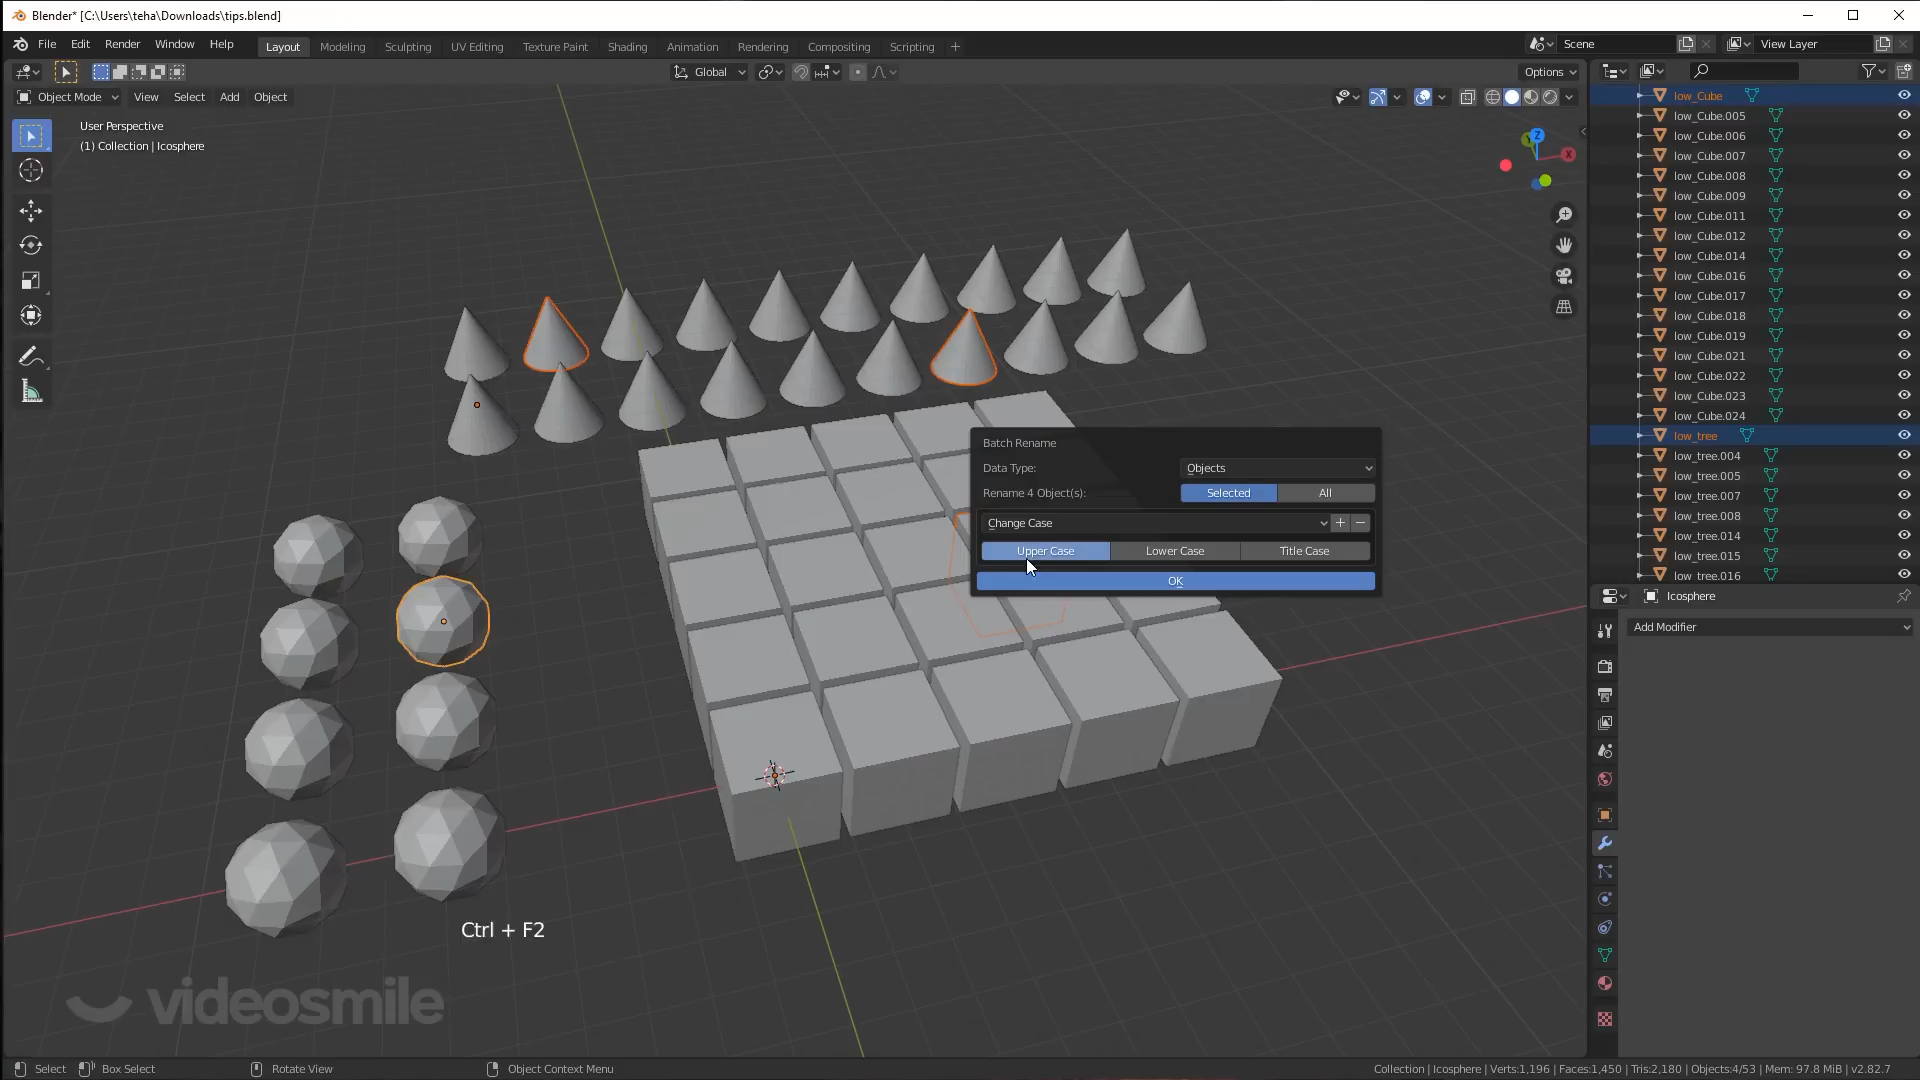 Blender* [C:\Users\teha\Downloads\tips.blend]
File Edit Render Window Help
Layout Modeling Sculpting UV Editing Texture Paint Shading Animation Rendering Compositing Scripting +
Scene
View Layer
Global
Options
Object Mode View Select Add Object
User Perspective
(1) Collection | Icosphere
Z
X
low_Cube
low_Cube.005
low_Cube.006
low_Cube.007
low_Cube.008
low_Cube.009
low_Cube.011
low_Cube.012
low_Cube.014
low_Cube.016
low_Cube.017
low_Cube.018
low_Cube.019
low_Cube.021
low_Cube.022
low_Cube.023
low_Cube.024
low_tree
low_tree.004
low_tree.005
low_tree.007
low_tree.008
low_tree.014
low_tree.015
low_tree.016
Batch Rename
Data Type: Objects
Rename 4 Object(s): Selected All
Change Case
Upper Case Lower Case Title Case
OK
Icosphere
Add Modifier
Ctrl + F2
videosmile
Select Box Select Rotate View Object Context Menu
Collection | Icosphere | Verts:1,196 | Faces:1,450 | Tris:2,180 | Objects:4/53 | Mem: 97.8 MiB | v2.82.7